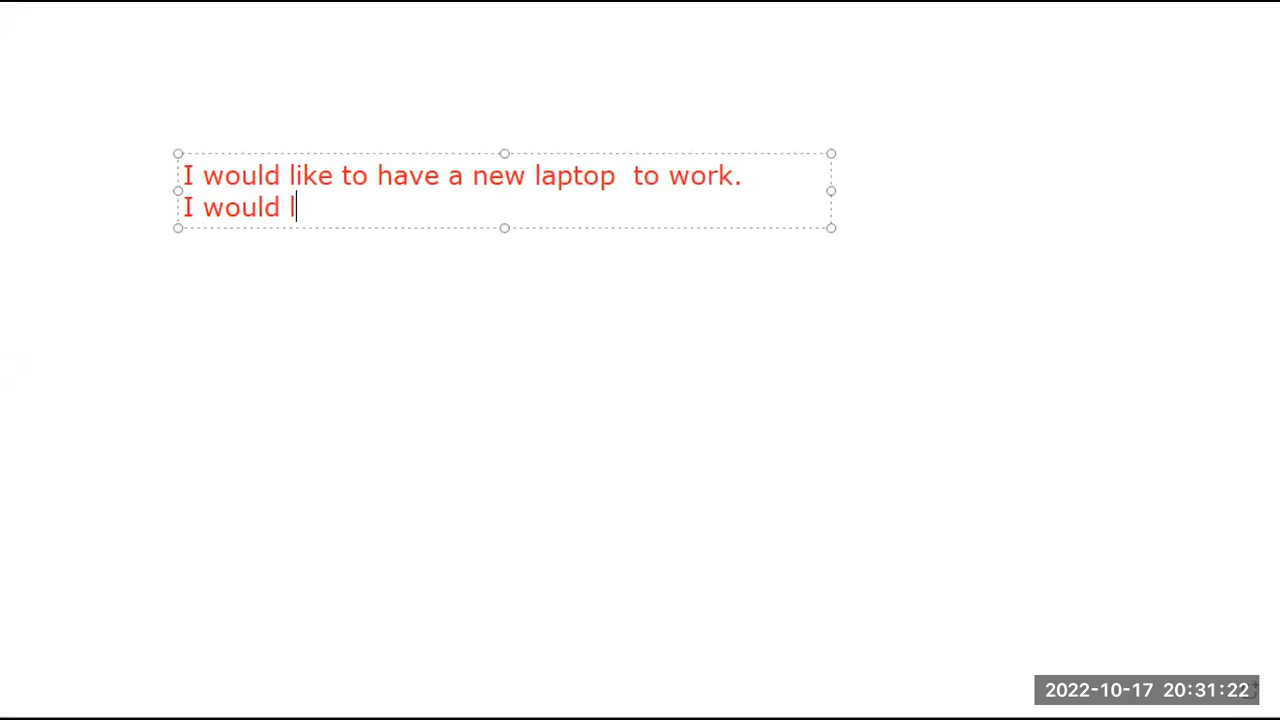 I would like to have a new laptop  to work.
I would l
2022-10-17 20:31:22